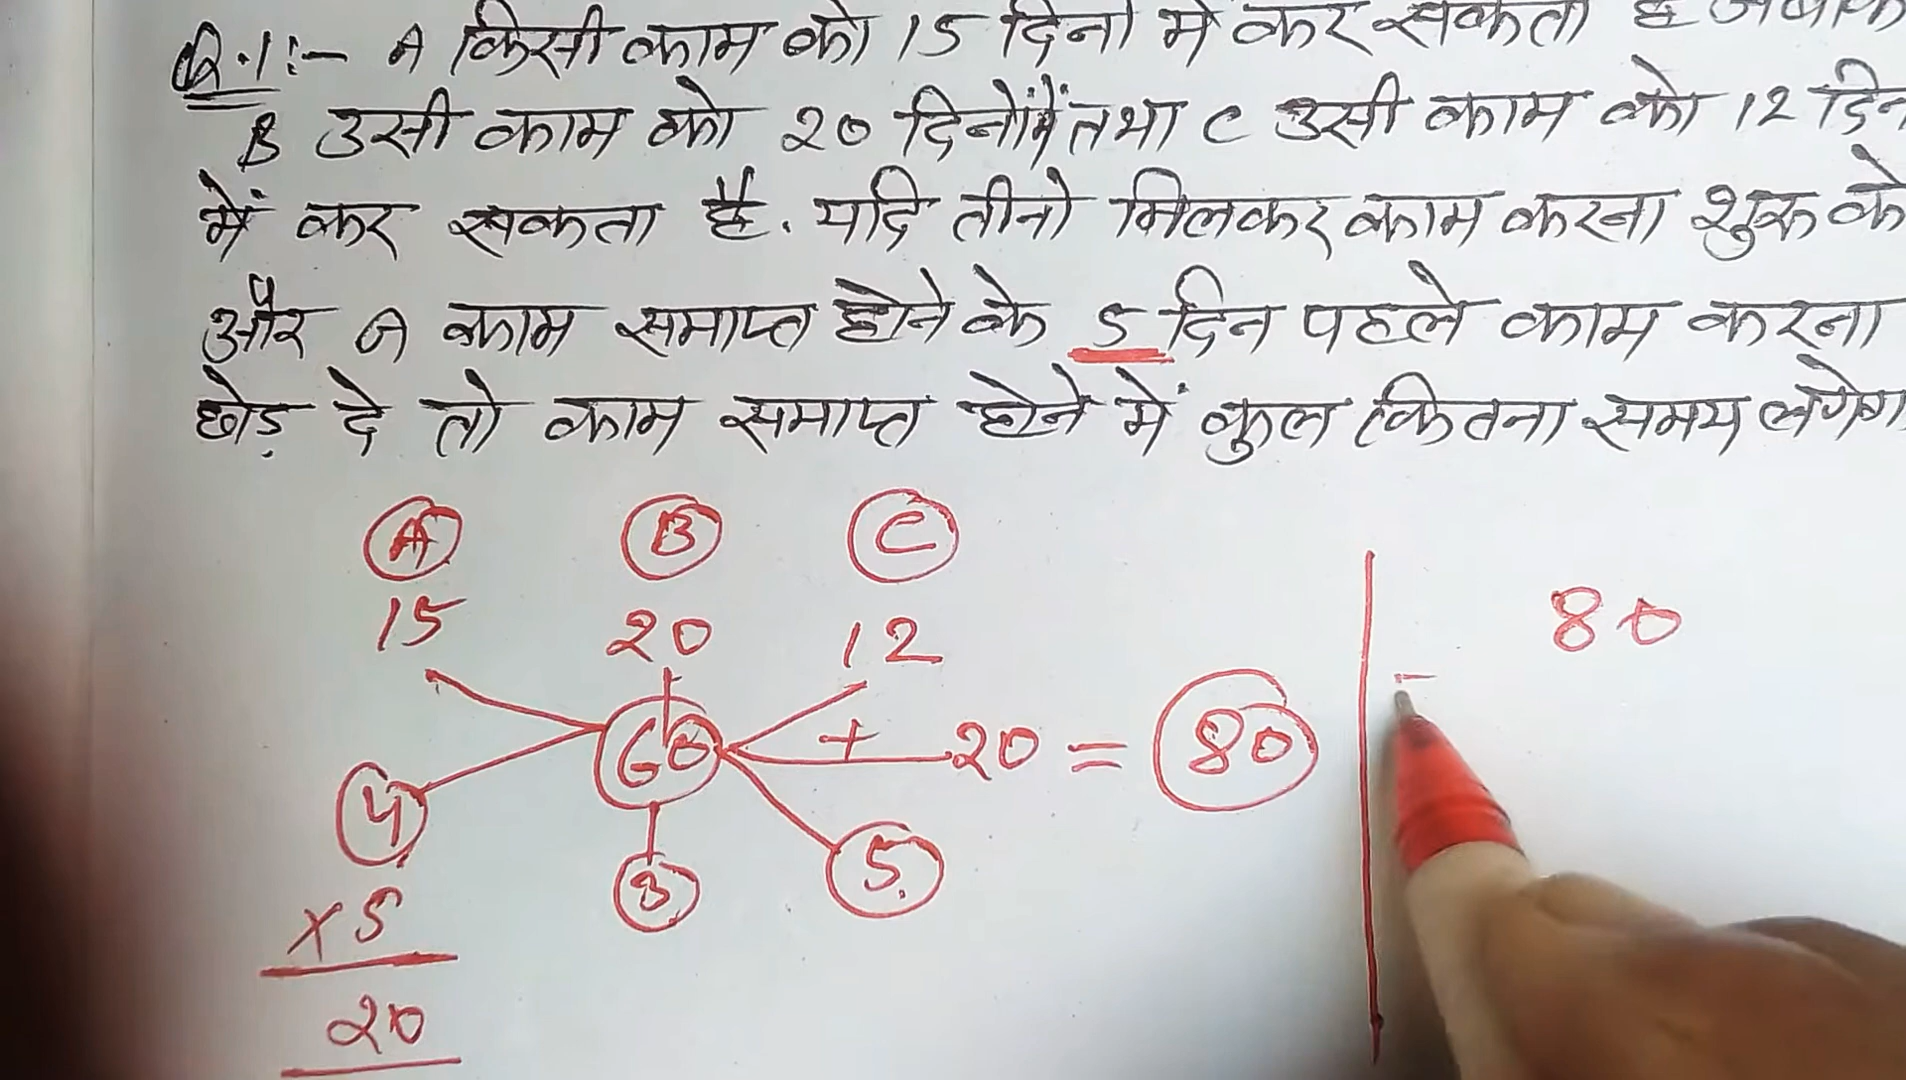 Q.1:- A किसी काम को 15 दिनो में कर सकता है जबकि
B उसी काम को 20 दिनों में तथा C उसी काम को 12 दिन
में कर सकता है. यदि तीनो मिलकर काम करना शुरू के
और A काम समाप्त होने के 5 दिन पहले काम करना
छोड़ दे तो काम समाप्त होने में कुल कितना समय लगेगा
A B C
15 20 12 80
60 + 20 = 80 -
4 3 5
x 5
20